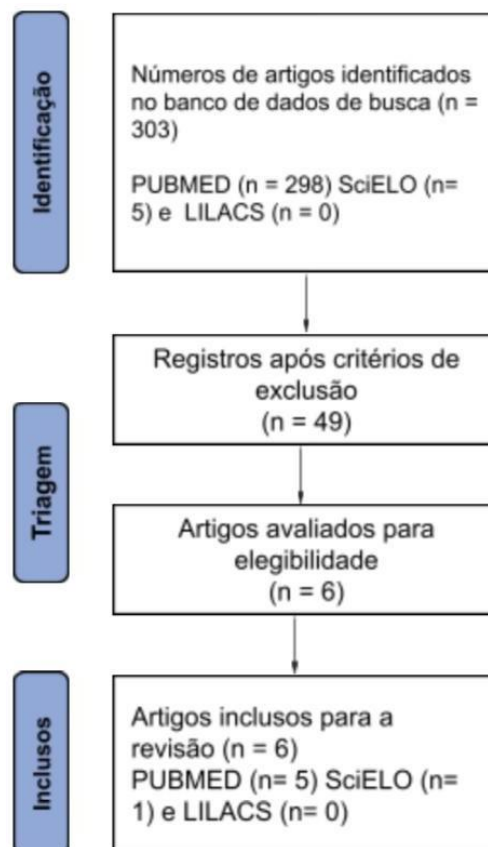 Identificação
Números de artigos identificados
no banco de dados de busca (n =
303)
PUBMED (n = 298) SciELO (n=
5) e LILACS (n = 0)
Triagem
Registros após critérios de
exclusão
(n = 49)
Artigos avaliados para
elegibilidade
(n = 6)
Inclusos
Artigos inclusos para a
revisão (n = 6)
PUBMED (n= 5) SciELO (n=
1) e LILACS (n= 0)